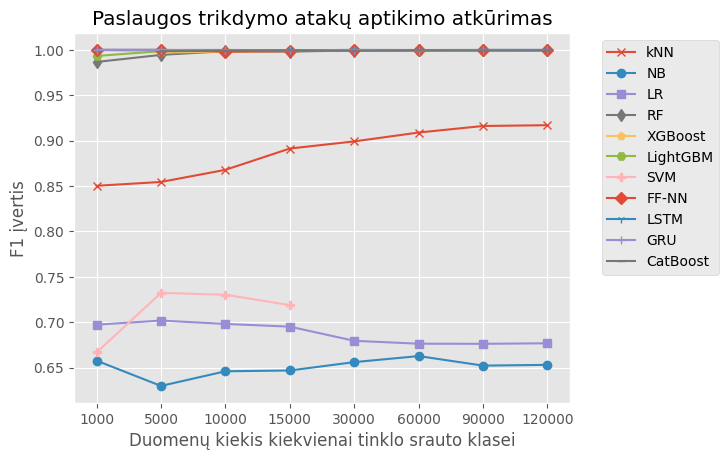 Paslaugos trikdymo atakų aptikimo atkūrimas
1.00
0.95
0.90
0.85
0.80
0.75
0.70
0.65
F1 įvertis
1000 5000 10000 15000 30000 60000 90000 120000
Duomenų kiekis kiekvienai tinklo srauto klasei
kNN
NB
LR
RF
XGBoost
LightGBM
SVM
FF-NN
LSTM
GRU
CatBoost